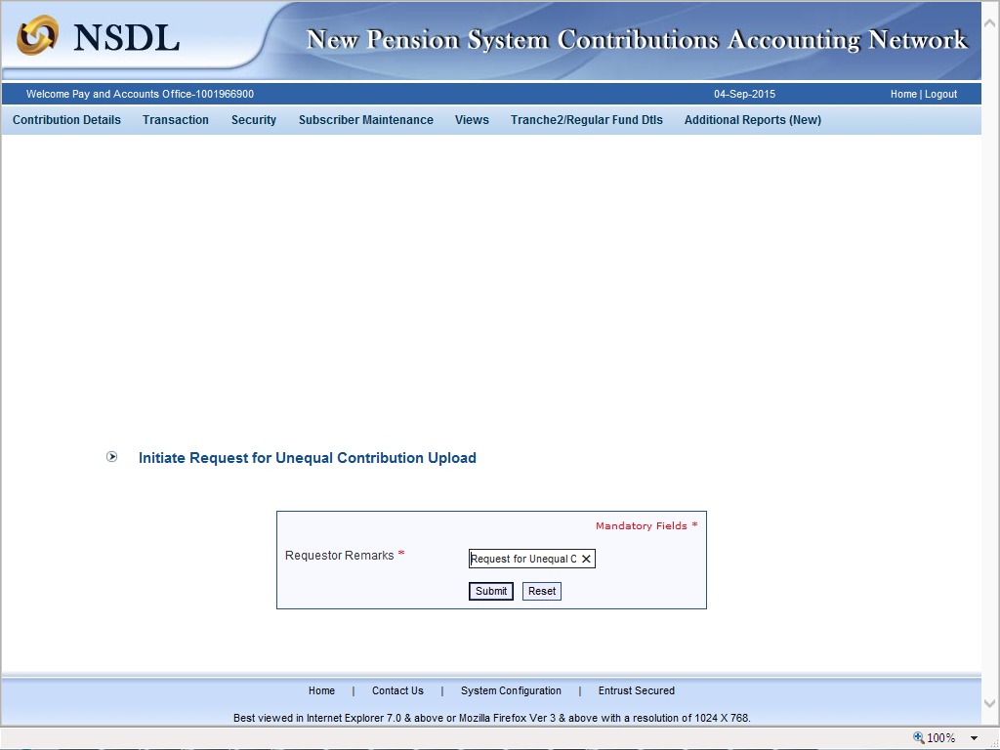 NSDL
New Pension System Contributions Accounting Network
Welcome Pay and Accounts Office-1001966900 04-Sep-2015 Home | Logout
Contribution Details Transaction Security Subscriber Maintenance Views Tranche2/Regular Fund Dtls Additional Reports (New)
Initiate Request for Unequal Contribution Upload
Mandatory Fields *
Requestor Remarks * Request for Unequal C
Submit Reset
Home | Contact Us | System Configuration | Entrust Secured
Best viewed in Internet Explorer 7.0 & above or Mozilla Firefox Ver 3 & above with a resolution of 1024 X 768.
100%